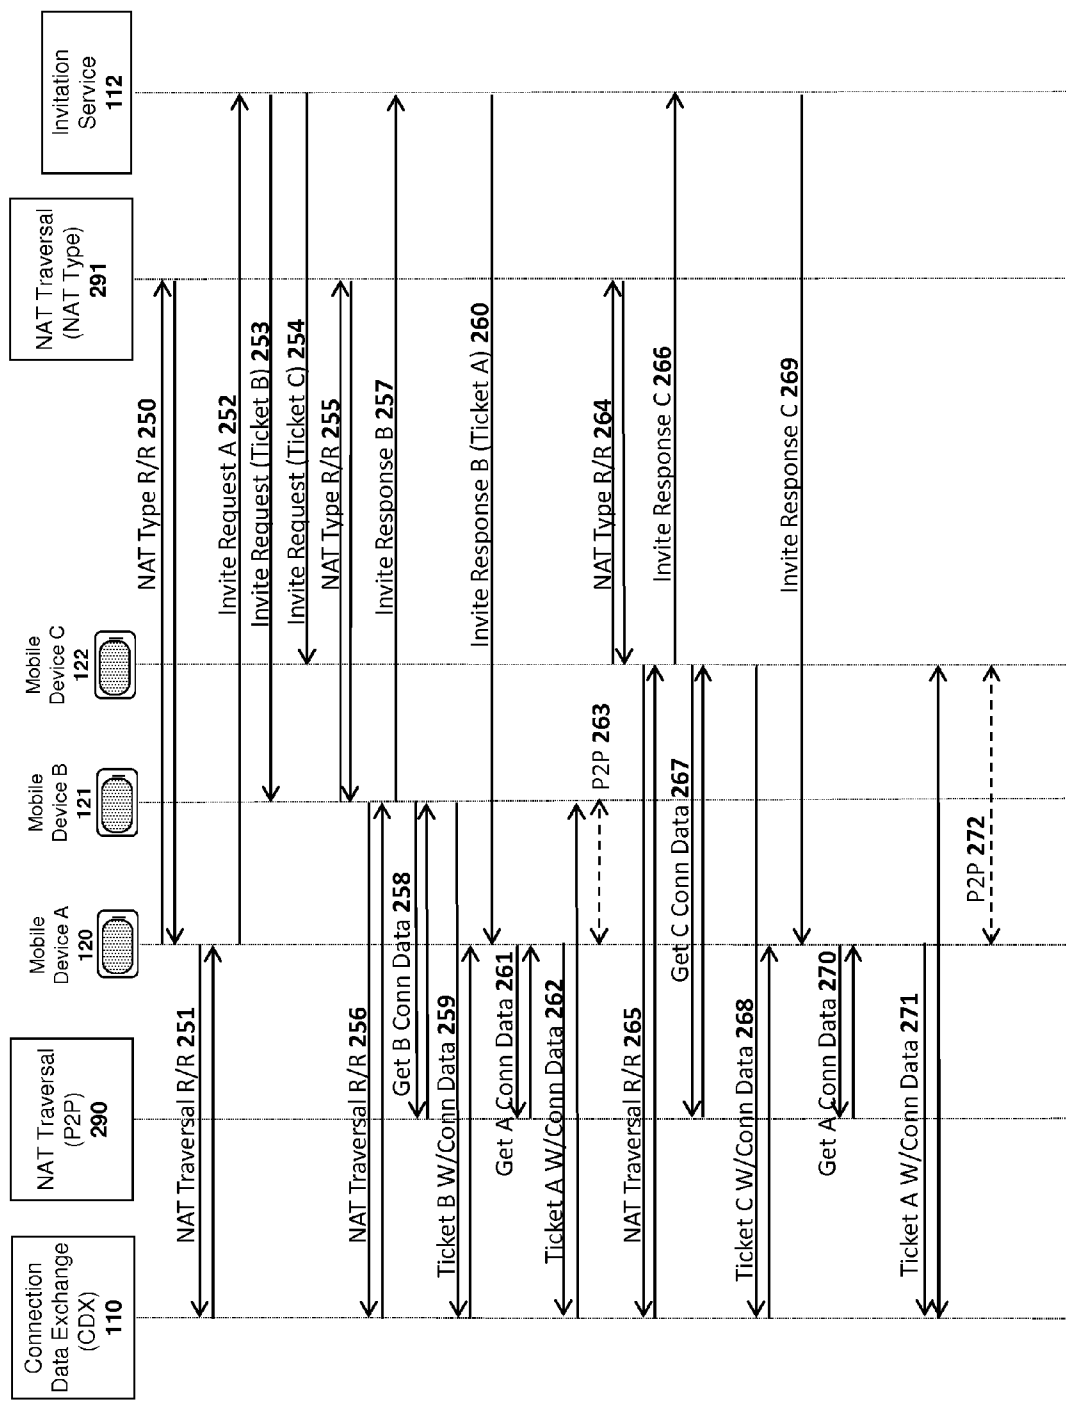 Connection
Data Exchange
(CDX)
110
NAT Traversal
(P2P)
290
Mobile
Device A
120
Mobile
Device B
121
Mobile
Device C
122
NAT Traversal
(NAT Type)
291
Invitation
Service
112
NAT Type R/R 250
NAT Traversal R/R 251
Invite Request A 252
Invite Request (Ticket B) 253
Invite Request (Ticket C) 254
NAT Type R/R 255
NAT Traversal R/R 256
Invite Response B 257
Get B Conn Data 258
Ticket B W/Conn Data 259
Invite Response B (Ticket A) 260
Get A Conn Data 261
Ticket A W/Conn Data 262
P2P 263
NAT Type R/R 264
NAT Traversal R/R 265
Invite Response C 266
Get C Conn Data 267
Ticket C W/Conn Data 268
Invite Response C 269
Get A Conn Data 270
Ticket A W/Conn Data 271
P2P 272